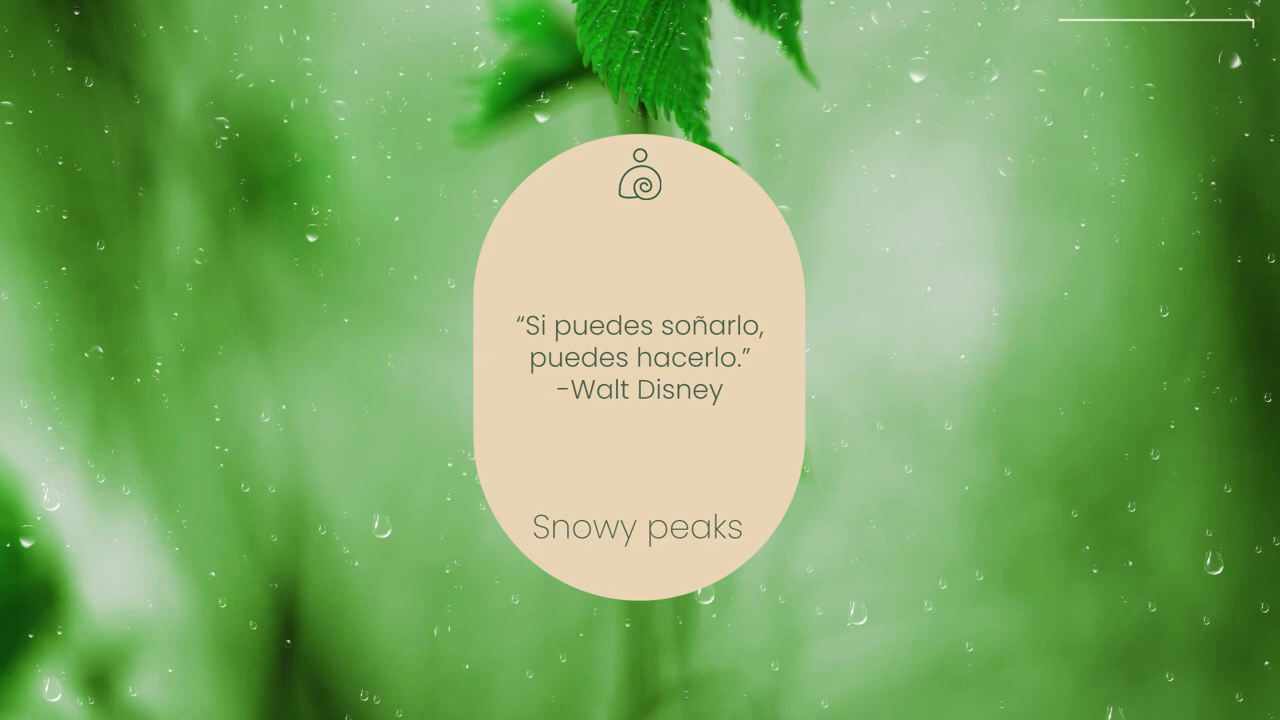 “Si puedes soñarlo,
puedes hacerlo.”
-Walt Disney
Snowy peaks